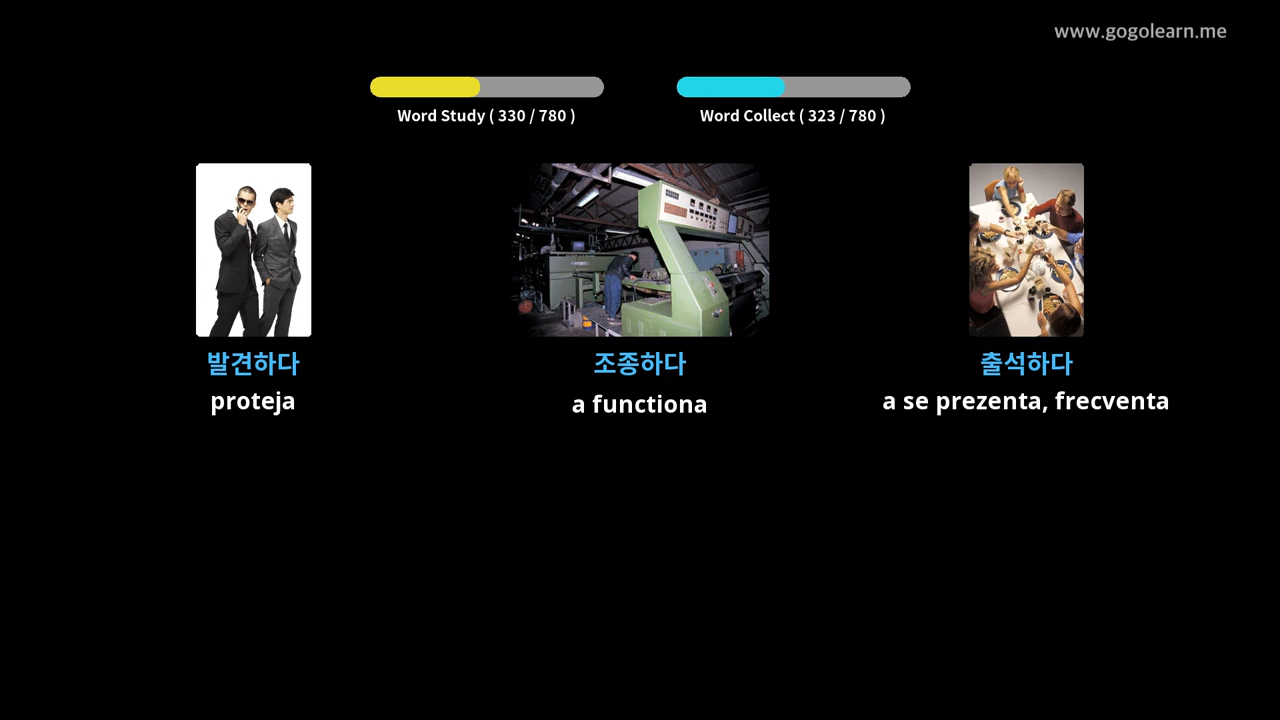 www.gogolearn.me
Word Study ( 330 / 780 )
Word Collect ( 323 / 780 )
발견하다
조종하다
출석하다
proteja
a functiona
a se prezenta, frecventa